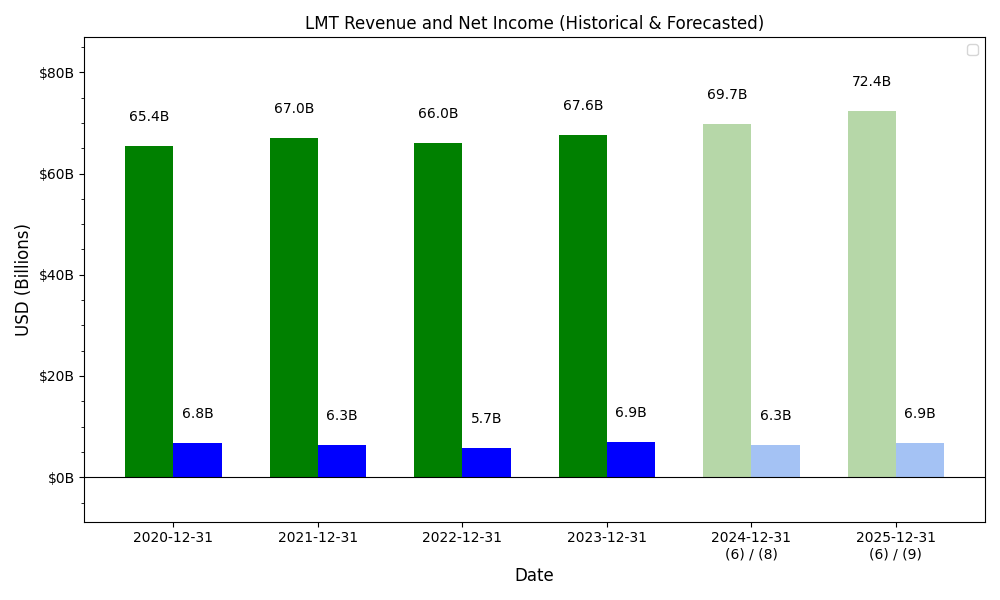 LMT Revenue and Net Income (Historical & Forecasted)
USD (Billions)
$80B
$60B
$40B
$20B
$0B
65.4B
6.8B
67.0B
6.3B
66.0B
5.7B
67.6B
6.9B
69.7B
6.3B
72.4B
6.9B
2020-12-31
2021-12-31
2022-12-31
2023-12-31
2024-12-31
(6) / (8)
2025-12-31
(6) / (9)
Date